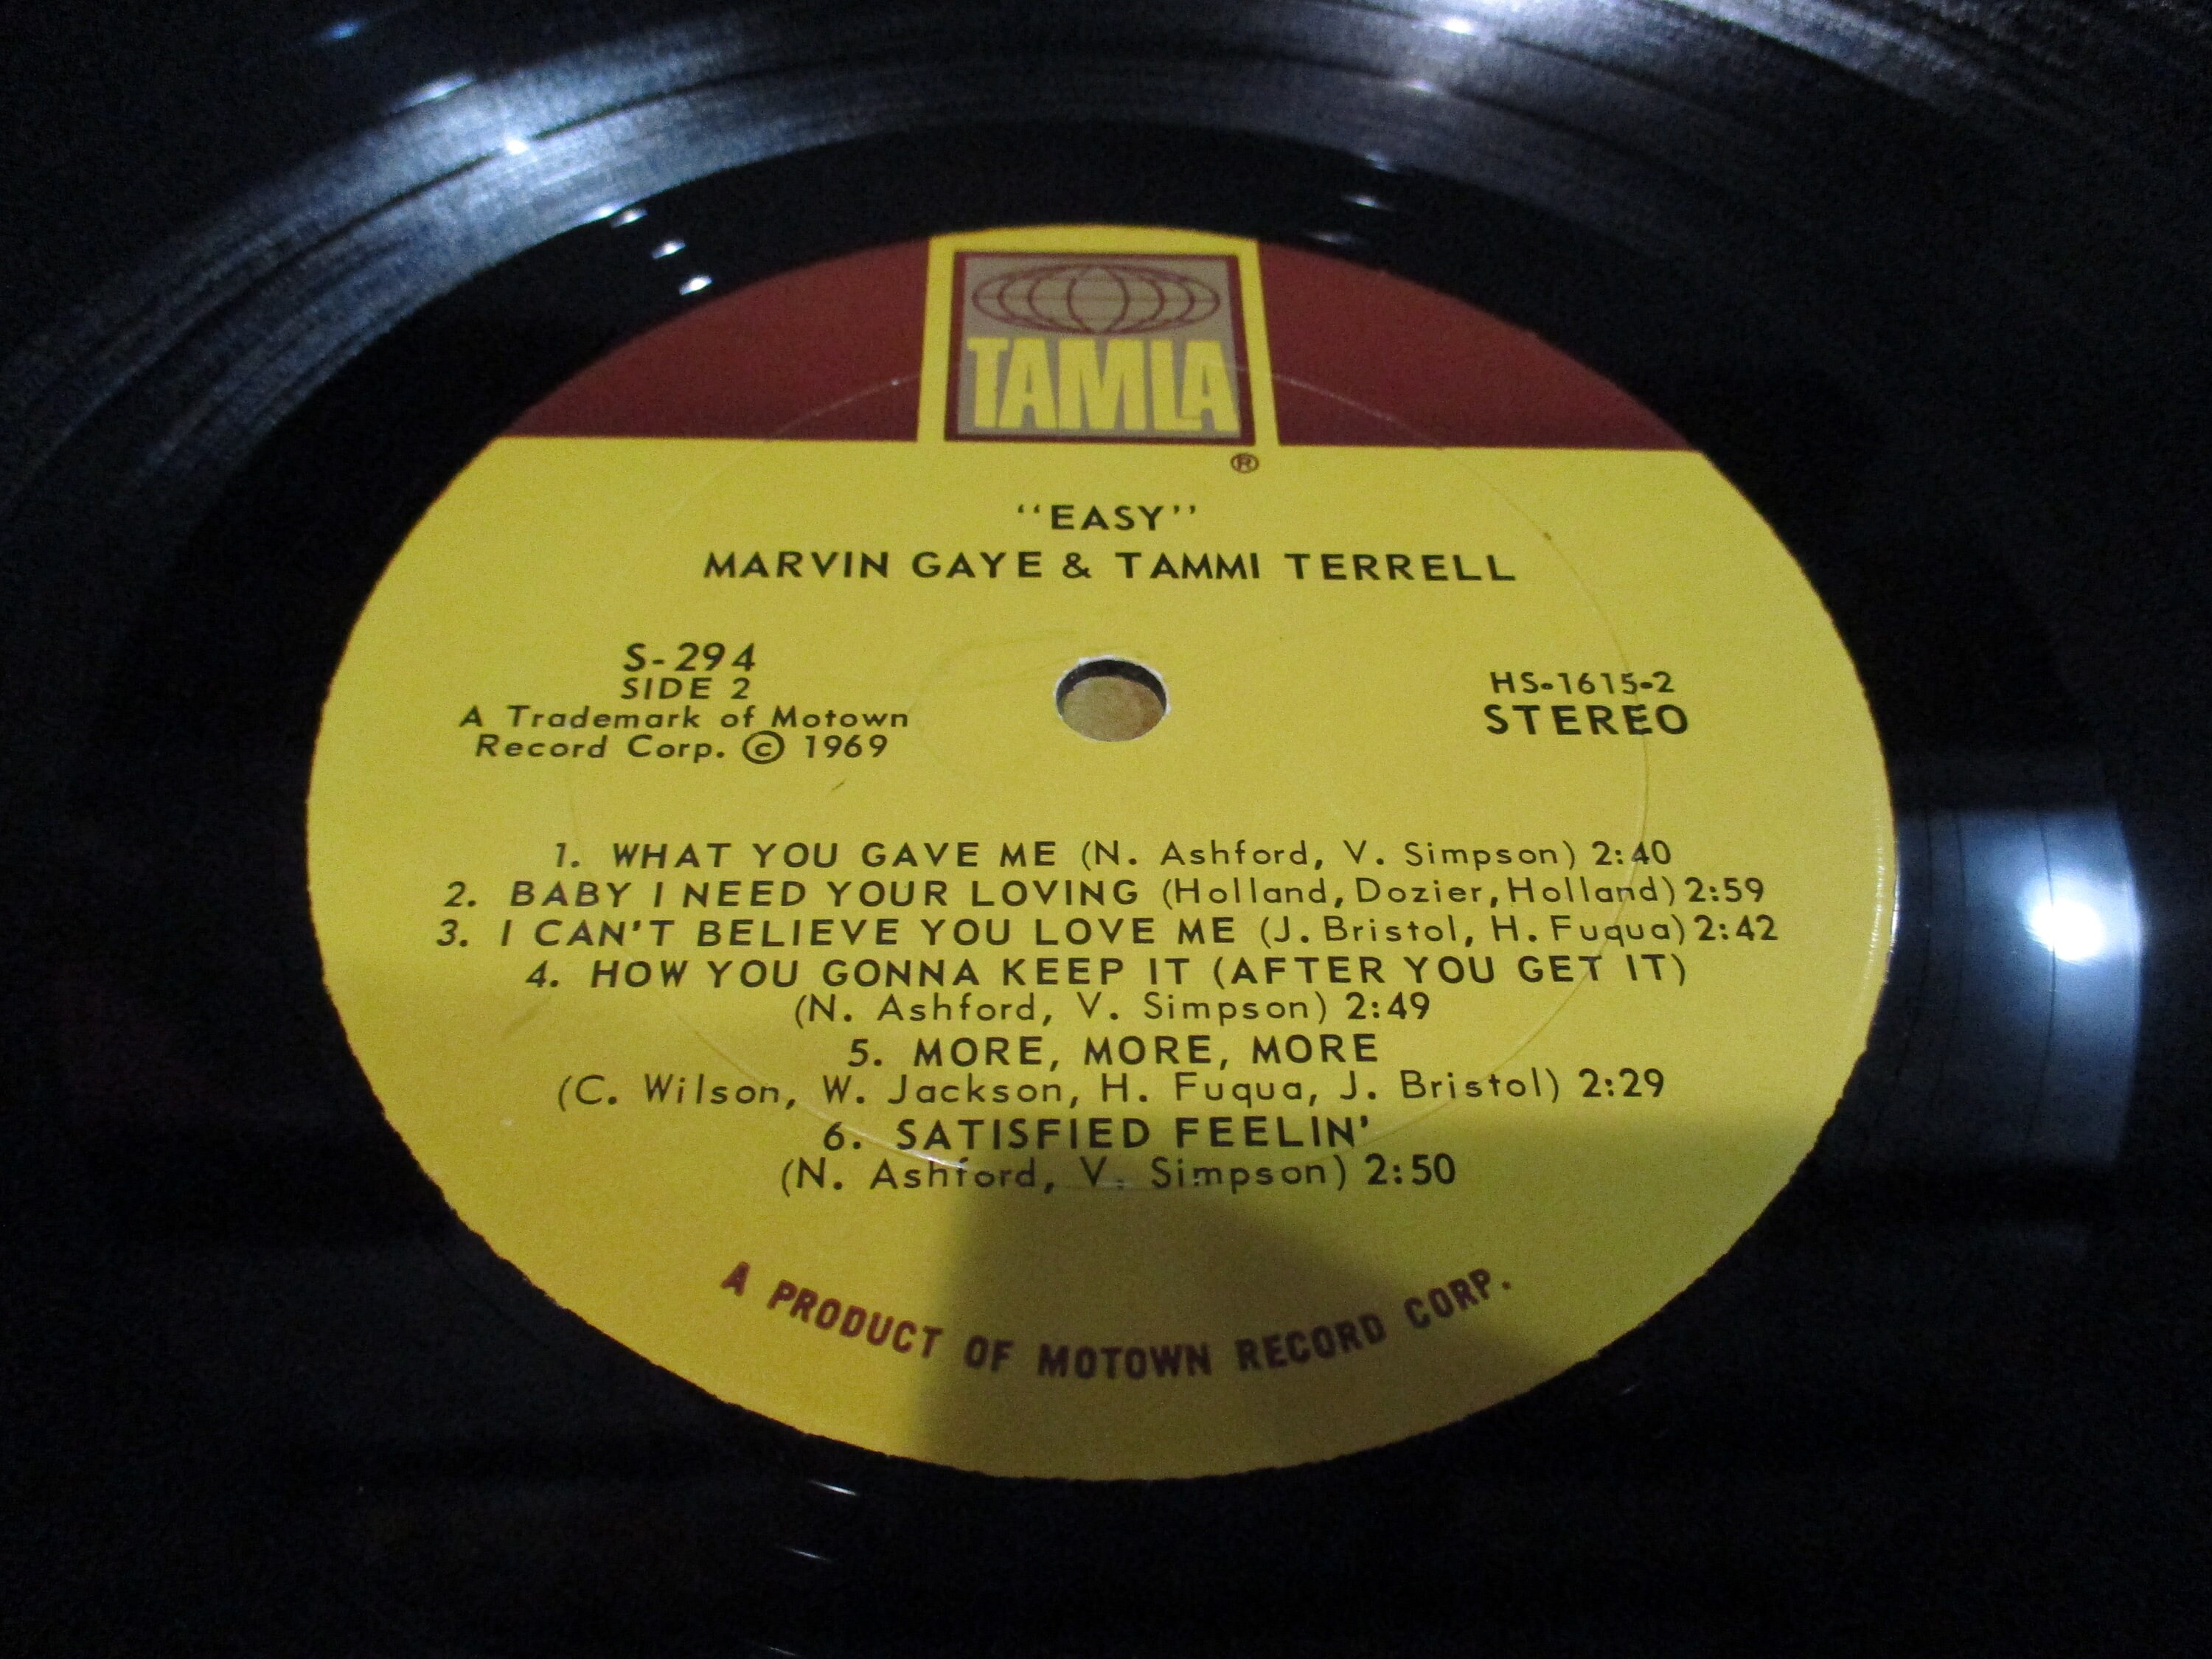 TAMLA
®
"EASY"
MARVIN GAYE & TAMMI TERRELL
S-294
SIDE 2
A Trademark of Motown
Record Corp. © 1969
HS-1615-2
STEREO
1. WHAT YOU GAVE ME (N. Ashford, V. Simpson) 2:40
2. BABY I NEED YOUR LOVING (Holland, Dozier, Holland) 2:59
3. I CAN'T BELIEVE YOU LOVE ME (J. Bristol, H. Fuqua) 2:42
4. HOW YOU GONNA KEEP IT (AFTER YOU GET IT)
(N. Ashford, V. Simpson) 2:49
5. MORE, MORE, MORE
(C. Wilson, W. Jackson, H. Fuqua, J. Bristol) 2:29
6. SATISFIED FEELIN'
(N. Ashford, V. Simpson) 2:50
A PRODUCT OF MOTOWN RECORD CORP.